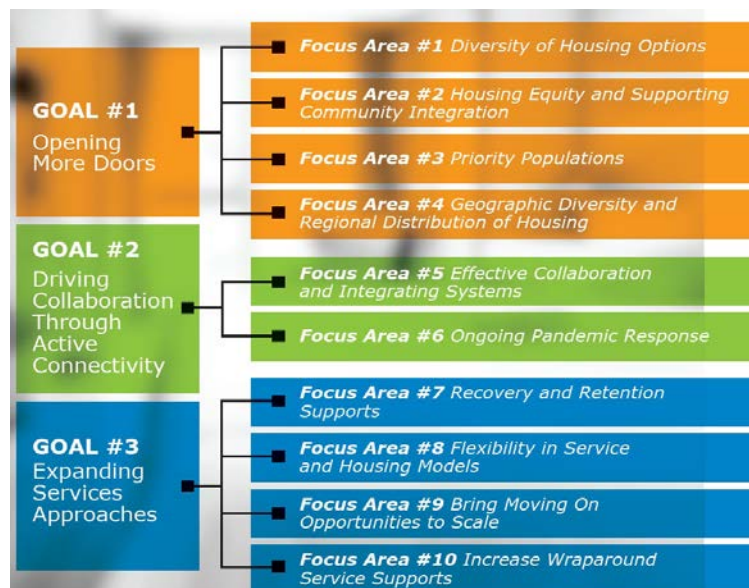 GOAL #1
Opening
More Doors
Focus Area #1 Diversity of Housing Options
Focus Area #2 Housing Equity and Supporting
Community Integration
Focus Area #3 Priority Populations
Focus Area #4 Geographic Diversity and
Regional Distribution of Housing
GOAL #2
Driving
Collaboration
Through
Active
Connectivity
Focus Area #5 Effective Collaboration
and Integrating Systems
Focus Area #6 Ongoing Pandemic Response
GOAL #3
Expanding
Services
Approaches
Focus Area #7 Recovery and Retention
Supports
Focus Area #8 Flexibility in Service
and Housing Models
Focus Area #9 Bring Moving On
Opportunities to Scale
Focus Area #10 Increase Wraparound
Service Supports